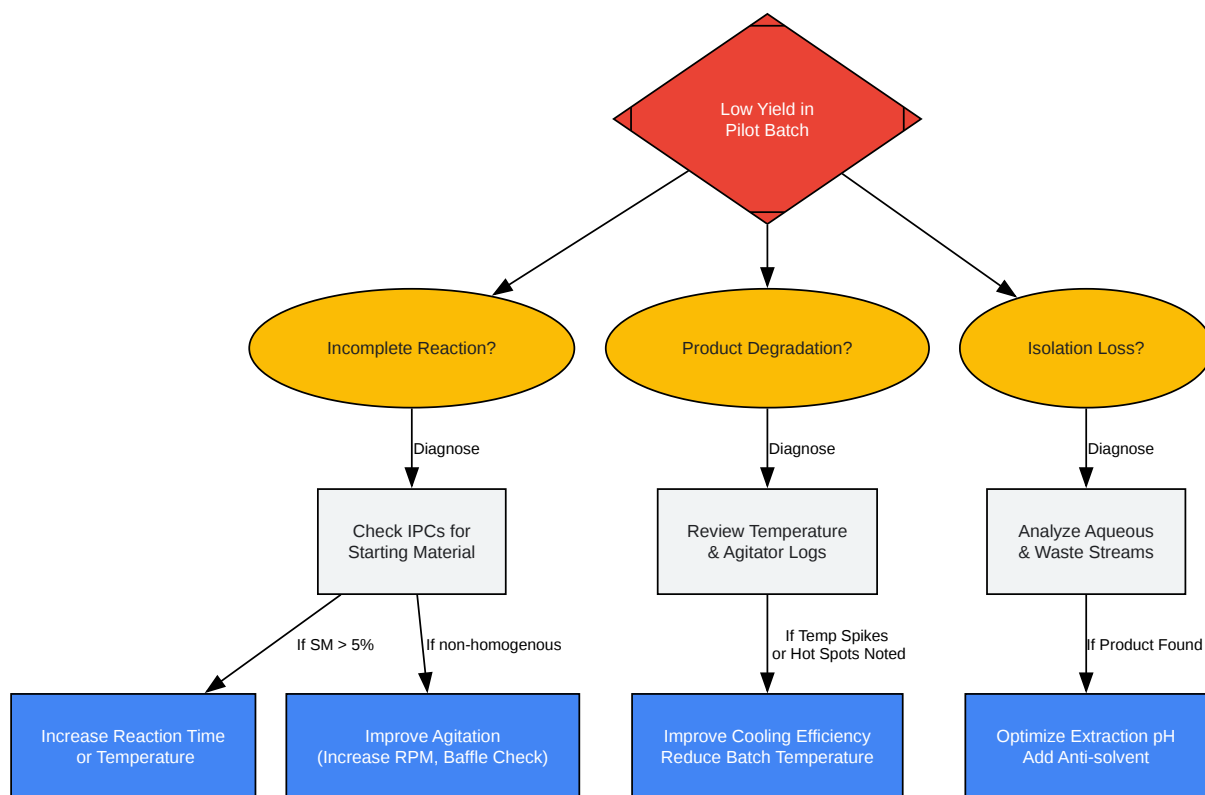 Low Yield in
Pilot Batch
Incomplete Reaction?
Product Degradation?
Isolation Loss?
Diagnose
Diagnose
Diagnose
Check IPCs for
Starting Material
Review Temperature
& Agitator Logs
Analyze Aqueous
& Waste Streams
If SM > 5%
If non-homogenous
If Temp Spikes
or Hot Spots Noted
If Product Found
Increase Reaction Time
or Temperature
Improve Agitation
(Increase RPM, Baffle Check)
Improve Cooling Efficiency
Reduce Batch Temperature
Optimize Extraction pH
Add Anti-solvent